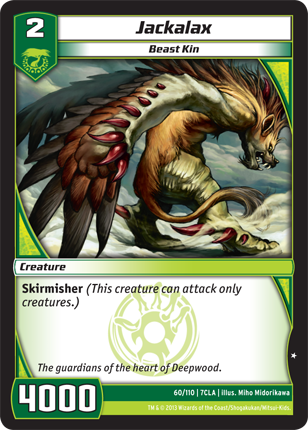 2
Jackalax
Beast Kin
Creature
Skirmisher (This creature can attack only
creatures.)
The guardians of the heart of Deepwood.
4000
60/110 | 7CLA | Illus. Miho Midorikawa
TM & © 2013 Wizards of the Coast/Shogakukan/Mitsui-Kids